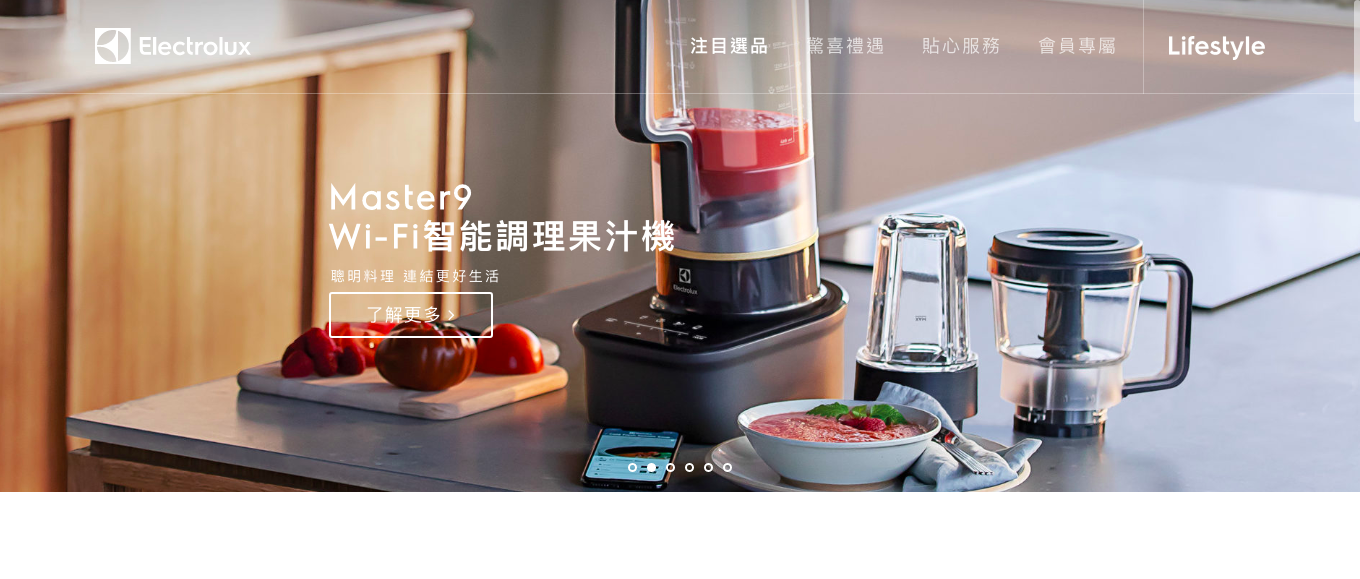 Electrolux
注目選品
驚喜禮遇
貼心服務
會員專屬
Lifestyle
Master9
Wi-Fi智能調理果汁機
聰明料理 連結更好生活
了解更多 >
Electrolux